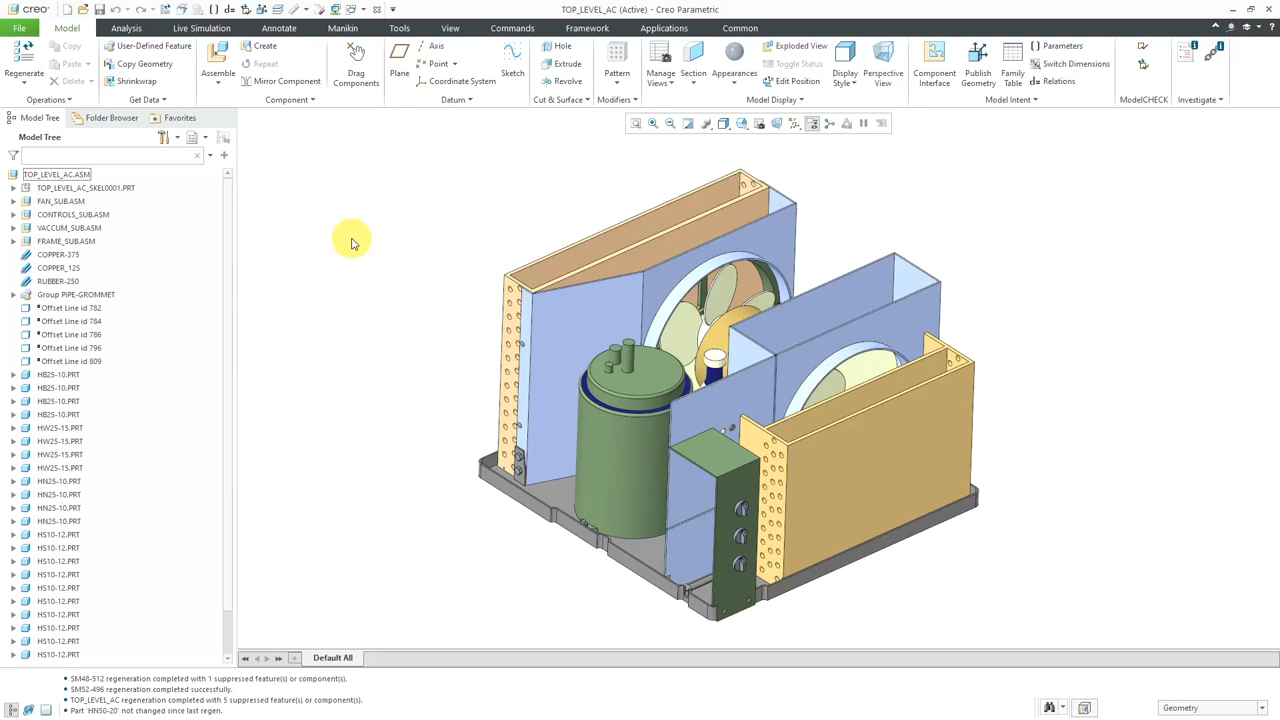 creo
TOP_LEVEL_AC (Active) - Creo Parametric
File Model Analysis Live Simulation Annotate Manikin Tools View Commands Framework Applications Common
Regenerate
Copy
Paste
Delete
Operations
User-Defined Feature
Copy Geometry
Shrinkwrap
Get Data
Assemble
Create
Repeat
Mirror Component
Drag Components
Component
Plane
Axis
Point
Coordinate System
Sketch
Datum
Hole
Extrude
Revolve
Cut & Surface
Pattern
Modifiers
Manage Views
Section
Appearances
Exploded View
Toggle Status
Edit Position
Display Style
Perspective View
Model Display
Component Interface
Publish Geometry
Family Table
Parameters
Switch Dimensions
Relations
Model Intent
ModelCHECK
Investigate
Model Tree Folder Browser Favorites
Model Tree
TOP_LEVEL_AC.ASM
TOP_LEVEL_AC_SKEL0001.PRT
FAN_SUB.ASM
CONTROLS_SUB.ASM
VACCUM_SUB.ASM
FRAME_SUB.ASM
COPPER-375
COPPER_125
RUBBER-250
Group PIPE-GROMMET
Offset Line id 782
Offset Line id 784
Offset Line id 786
Offset Line id 796
Offset Line id 809
HB25-10.PRT
HB25-10.PRT
HB25-10.PRT
HB25-10.PRT
HW25-15.PRT
HW25-15.PRT
HW25-15.PRT
HW25-15.PRT
HN25-10.PRT
HN25-10.PRT
HN25-10.PRT
HN25-10.PRT
HS10-12.PRT
HS10-12.PRT
HS10-12.PRT
HS10-12.PRT
HS10-12.PRT
HS10-12.PRT
HS10-12.PRT
HS10-12.PRT
HS10-12.PRT
HS10-12.PRT
Default All
SM48-512 regeneration completed with 1 suppressed feature(s) or component(s).
SM52-496 regeneration completed successfully.
TOP_LEVEL_AC regeneration completed with 5 suppressed feature(s) or component(s).
Part 'HN50-20' not changed since last regen.
Geometry